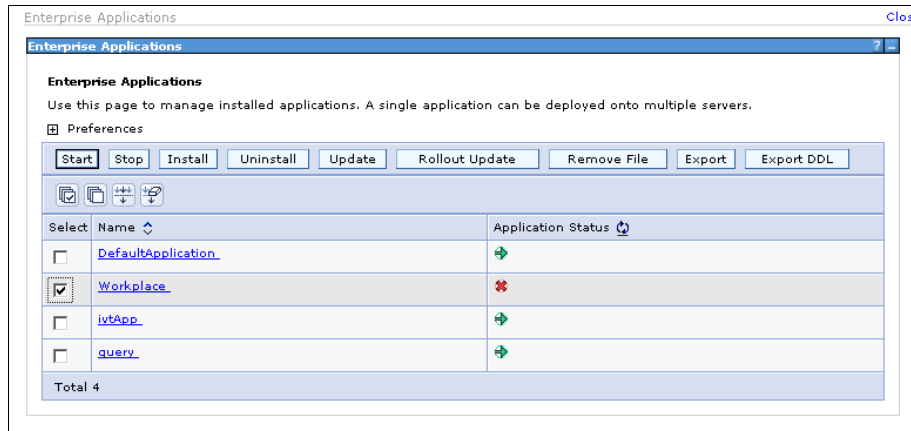 Enterprise Applications Clos
Enterprise Applications ? -
Enterprise Applications
Use this page to manage installed applications. A single application can be deployed onto multiple servers.
Preferences
Start Stop Install Uninstall Update Rollout Update Remove File Export Export DDL
Select Name Application Status
DefaultApplication
Workplace
ivtApp
query
Total 4